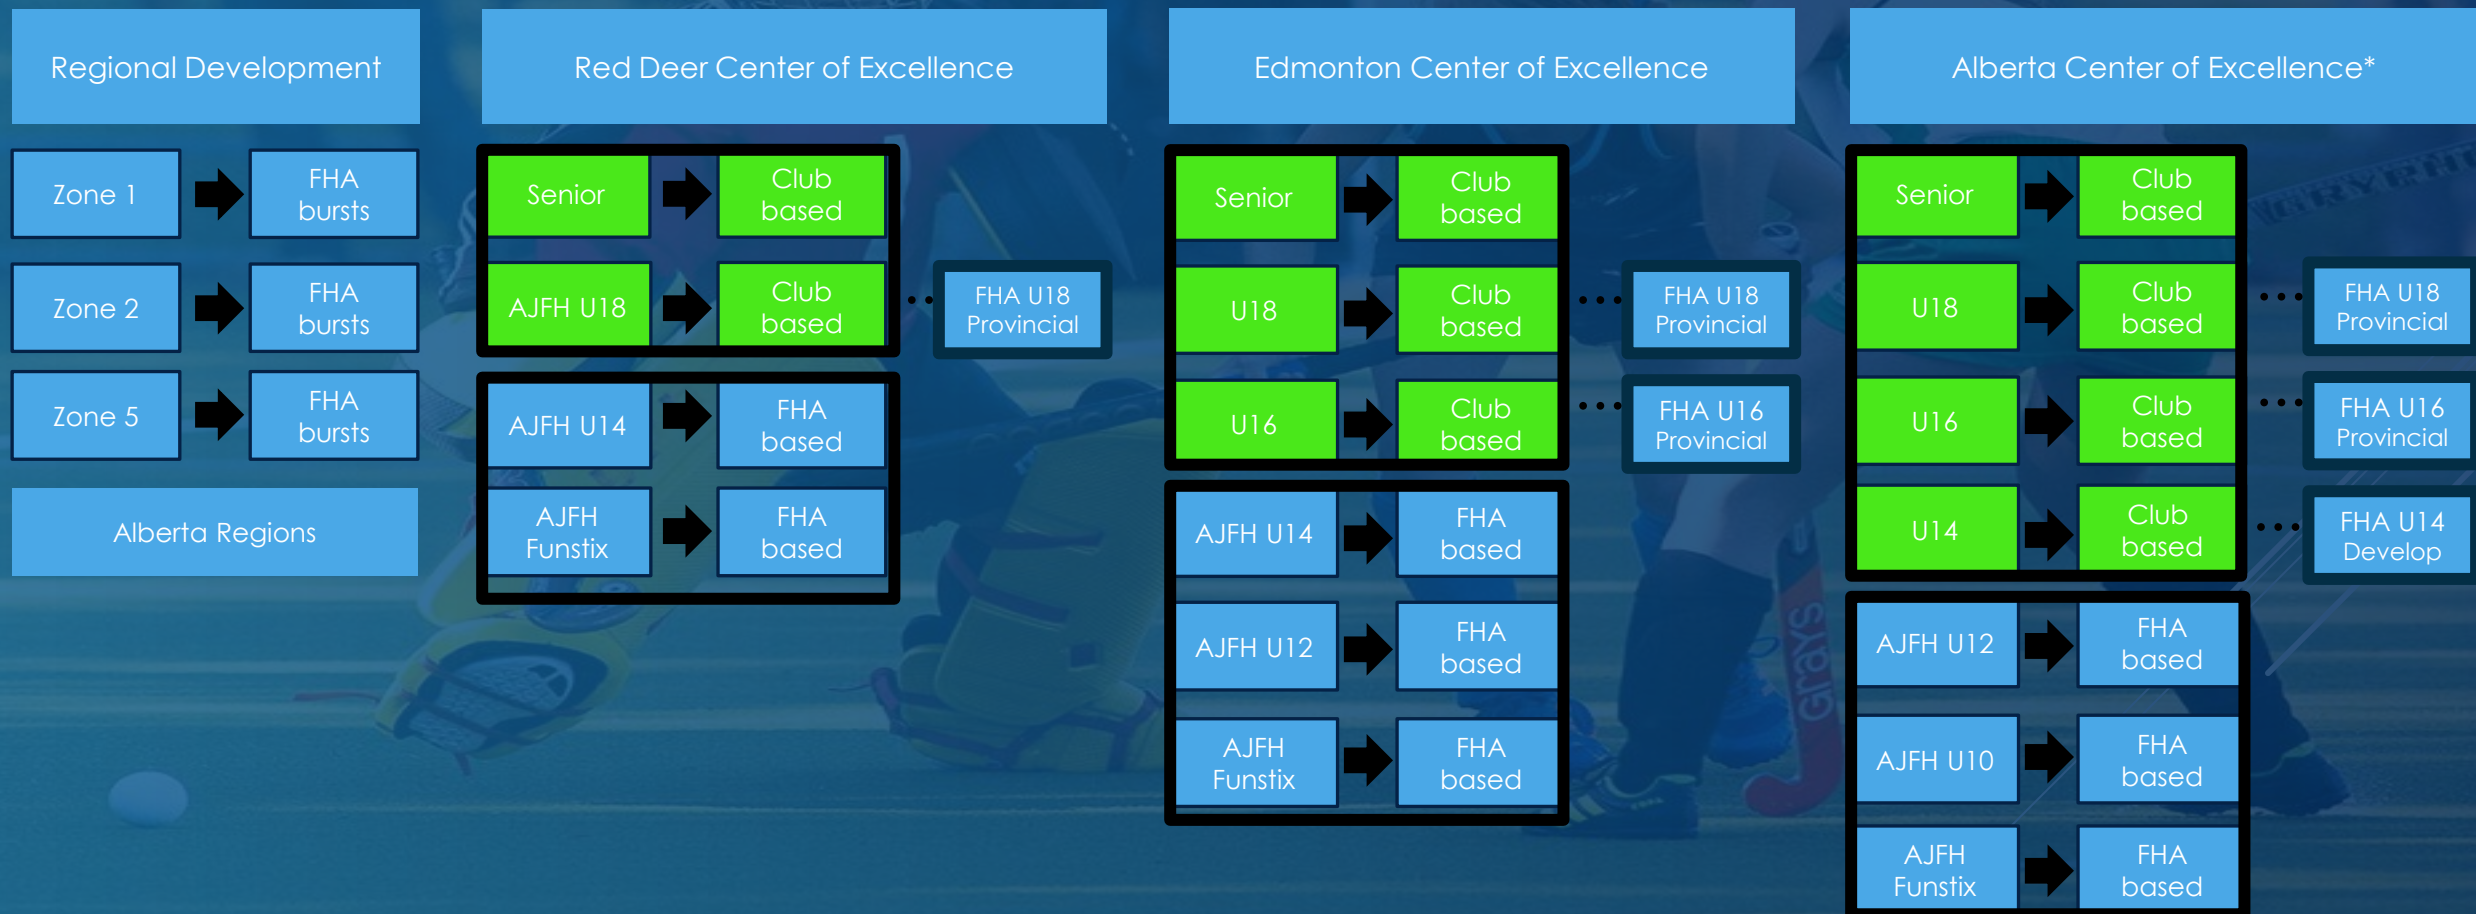 Regional Development
Zone 1
FHA
bursts
Zone 2
FHA
bursts
Zone 5
FHA
bursts
Alberta Regions
Red Deer Center of Excellence
Senior
Club
based
AJFH U18
Club
based
FHA U18
Provincial
AJFH U14
FHA
based
AJFH
Funstix
FHA
based
Edmonton Center of Excellence
Senior
Club
based
U18
Club
based
FHA U18
Provincial
U16
Club
based
FHA U16
Provincial
AJFH U14
FHA
based
AJFH U12
FHA
based
AJFH
Funstix
FHA
based
Alberta Center of Excellence*
Senior
Club
based
U18
Club
based
FHA U18
Provincial
U16
Club
based
FHA U16
Provincial
U14
Club
based
FHA U14
Develop
AJFH U12
FHA
based
AJFH U10
FHA
based
AJFH
Funstix
FHA
based
GRAYS